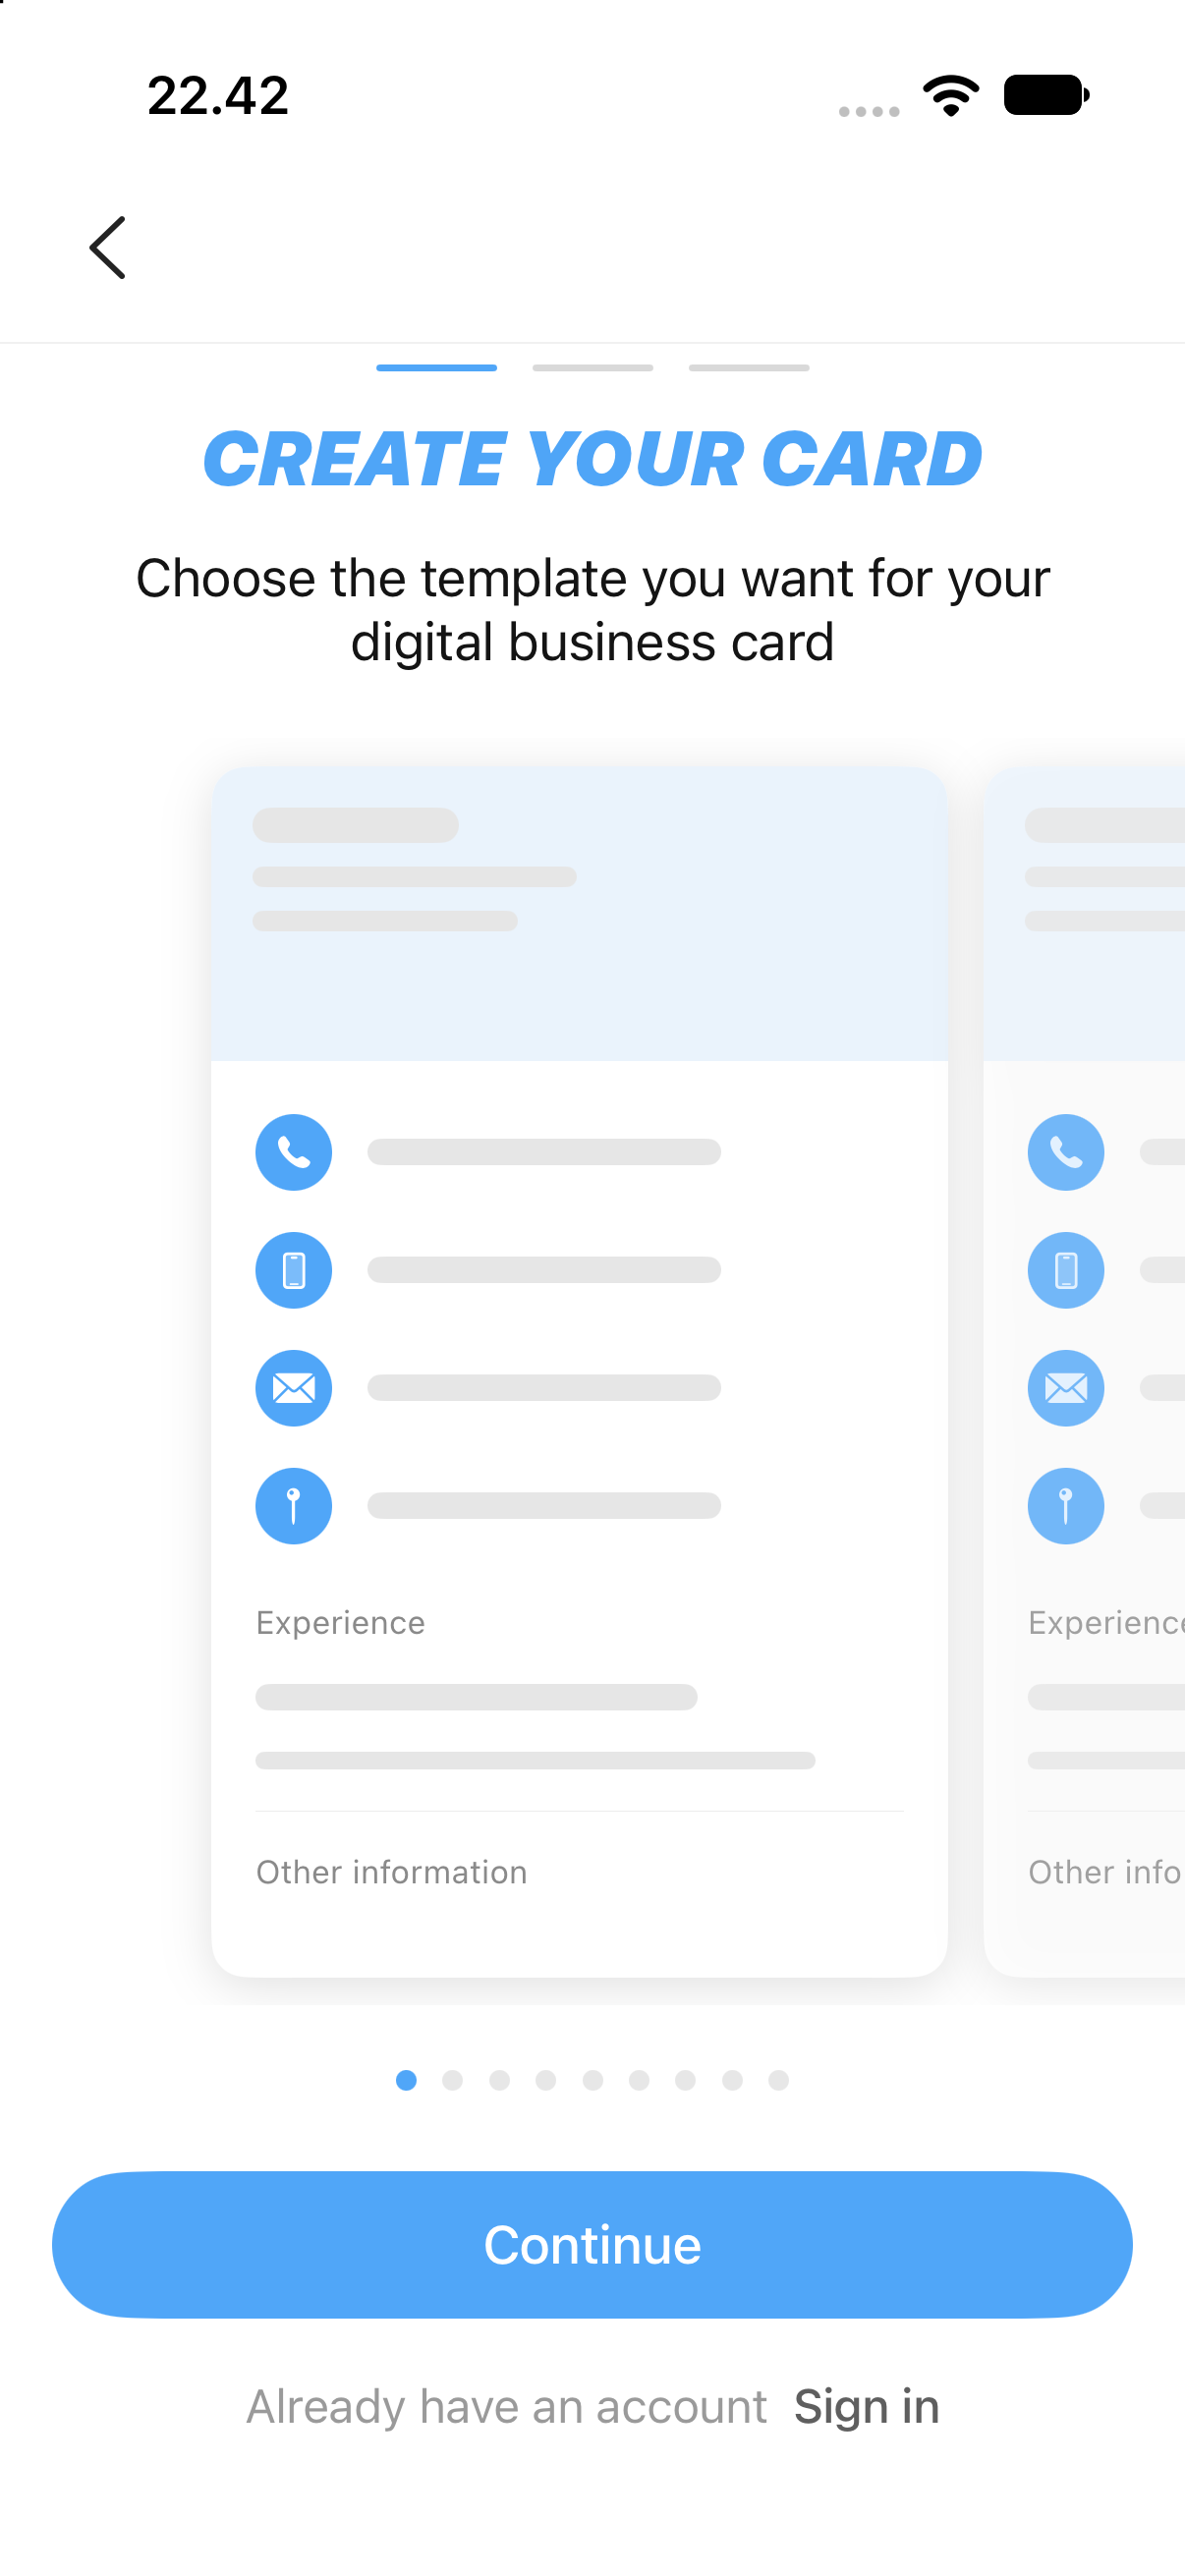 22.42
CREATE YOUR CARD
Choose the template you want for your
digital business card
Experience
Experience
Other information
Other info
Continue
Already have an account Sign in